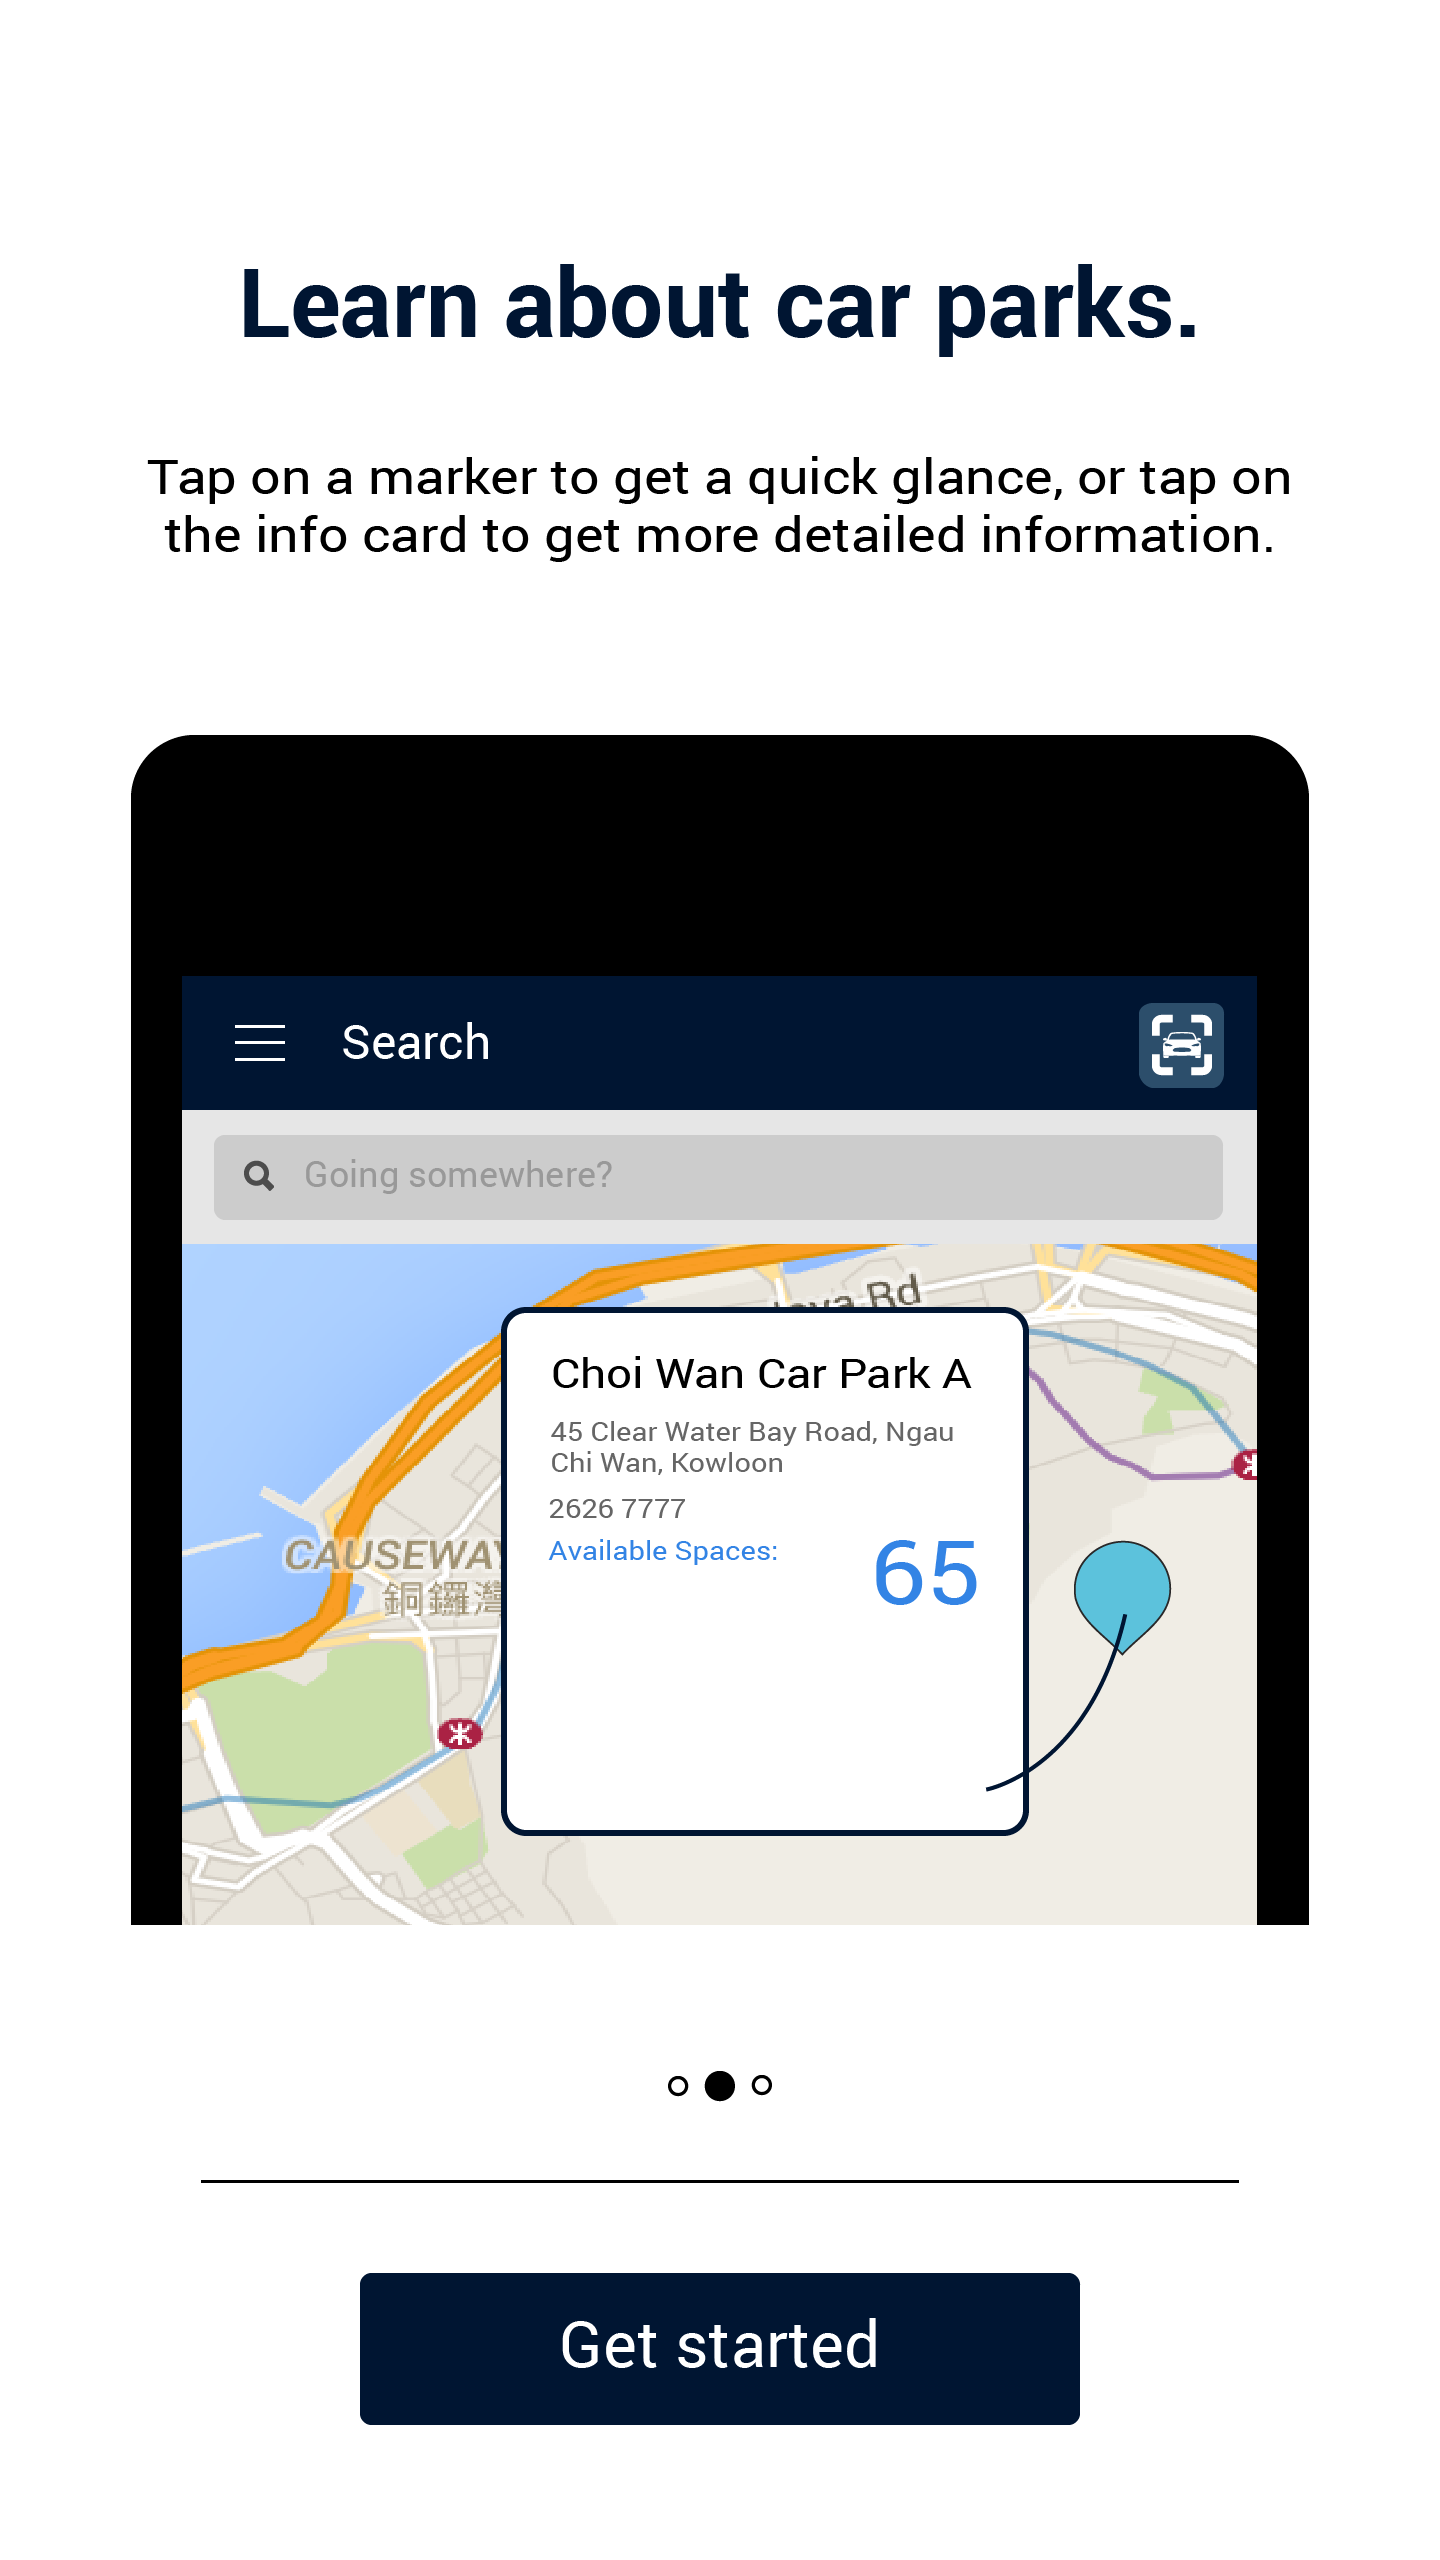 Learn about car parks.
Tap on a marker to get a quick glance, or tap on
the info card to get more detailed information.
Search
Going somewhere?
Rd
Choi Wan Car Park A
45 Clear Water Bay Road, Ngau
Chi Wan, Kowloon
2626 7777
Available Spaces:
65
CAUSEWAY
銅鑼灣
Get started